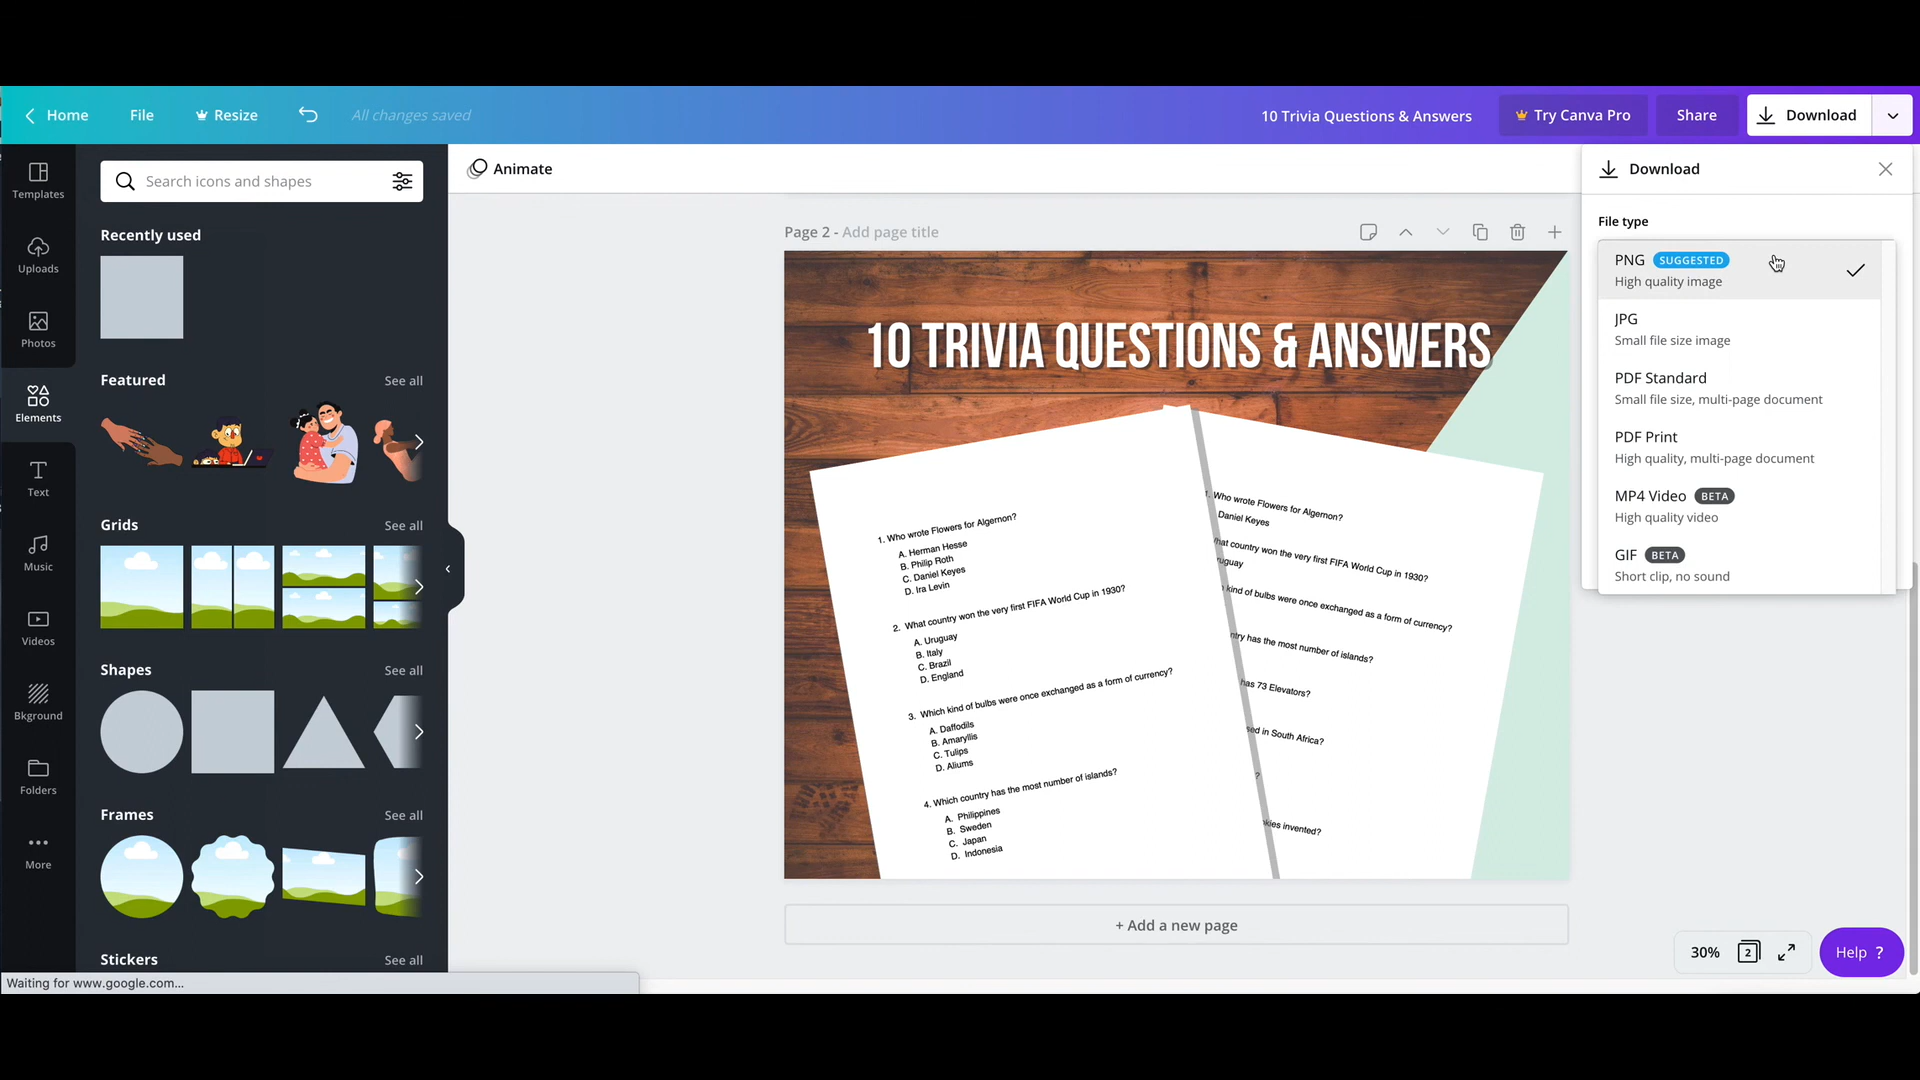 Home
File
Resize
All changes saved
10 Trivia Questions & Answers
Try Canva Pro
Share
Download
Templates
Uploads
Photos
Elements
Text
Music
Videos
Bkground
Folders
More
Search icons and shapes
Recently used
Featured
See all
Grids
See all
Shapes
See all
Frames
See all
Stickers
See all
Waiting for www.google.com...
Animate
Page 2 - Add page title
10 TRIVIA QUESTIONS & ANSWERS
1. Who wrote Flowers for Algernon?
A. Herman Hesse
B. Philip Roth
C. Daniel Keyes
D. Ira Levin
2. What country won the very first FIFA World Cup in 1930?
A. Uruguay
B. Italy
C. Brazil
D. England
3. Which kind of bulbs were once exchanged as a form of currency?
A. Daffodils
B. Amaryllis
C. Tulips
D. Aliums
4. Which country has the most number of islands?
A. Philippines
B. Sweden
C. Japan
D. Indonesia
1. Who wrote Flowers for Algernon?
Daniel Keyes
hat country won the very first FIFA World Cup in 1930?
ruguay
kind of bulbs were once exchanged as a form of currency?
ntry has the most number of islands?
has 73 Elevators?
sed in South Africa?
?
okies invented?
+ Add a new page
Download
File type
PNG SUGGESTED
High quality image
JPG
Small file size image
PDF Standard
Small file size, multi-page document
PDF Print
High quality, multi-page document
MP4 Video BETA
High quality video
GIF BETA
Short clip, no sound
30%
2
Help ?